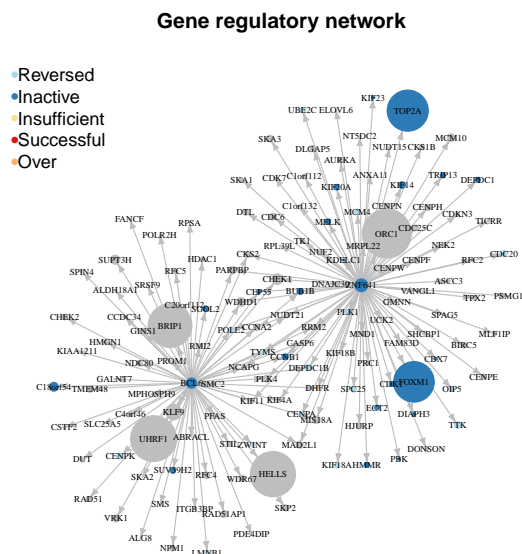 Gene regulatory network
Reversed
Inactive
Insufficient
Successful
Over
KIF23
UBE2C
ELOVL6
TOP2A
NT5DC2
SKA3
DLGAP5
NUDT15
CKS1B
MCM10
AURKA
SKA1
CDK7
C1orf112
ANXA11
KIF14
TRIP13
DEPDC1
KIF20A
CENPN
DTL
CDC6
C1orf132
MELK
MCM4
CENPH
CDKN3
FANCF
RPSA
ORC1
CDC25C
TICRR
POLR2H
RPL39L
TK1
NUF2
MRPL22
NEK2
SUPT3H
HDAC1
CKS2
KDELC1
CENPF
RFC2
CDC20
SPIN4
RFC5
PARPBP
CENPW
ALDH18A1
SRSF9
CHEK1
DNAJC39
ZNF641
VANGL1
ASCC3
TPX2
PSMG1
C20orf112
CEP55
BUB1B
GMNN
CCDC34
SGOL2
WDHD1
PLK1
SPAG5
CHEK2
GINS1
BRIP1
POLE2
NUDT21
UCK2
HMGN1
CCNA2
RRM2
MND1
SHCBP1
MLF1IP
KIAA1211
PROM1
RMI2
CASP6
FAM83D
BIRC5
NDC80
TYMS
CCNB1
KIF18B
CBX7
GALNT7
NCAPG
DEPDC1B
PRC1
C18orf54
TMEM48
BCL6
SMC2
PLK4
DHFR
SPC25
CDK1
FOXM1
OIP5
CENPE
MPHOSPH9
KIF11
KIF4A
C4orf46
KLF9
PFAS
CENPA
MIS18A
ECT2
DIAPH3
CSTF2
SLC25A5
HJURP
TTK
UHRF1
ABRACL
STIL
ZWINT
MAD2L1
DUT
CENPK
DONSON
SUV39H2
KIF18A
HMMR
PBK
RAD51
SKA2
RFC4
WDR67
HELLS
VRK1
SMS
ITGB3BP
RAD51AP1
SKP2
ALG8
PDE4DIP
NPM1
LMNB1